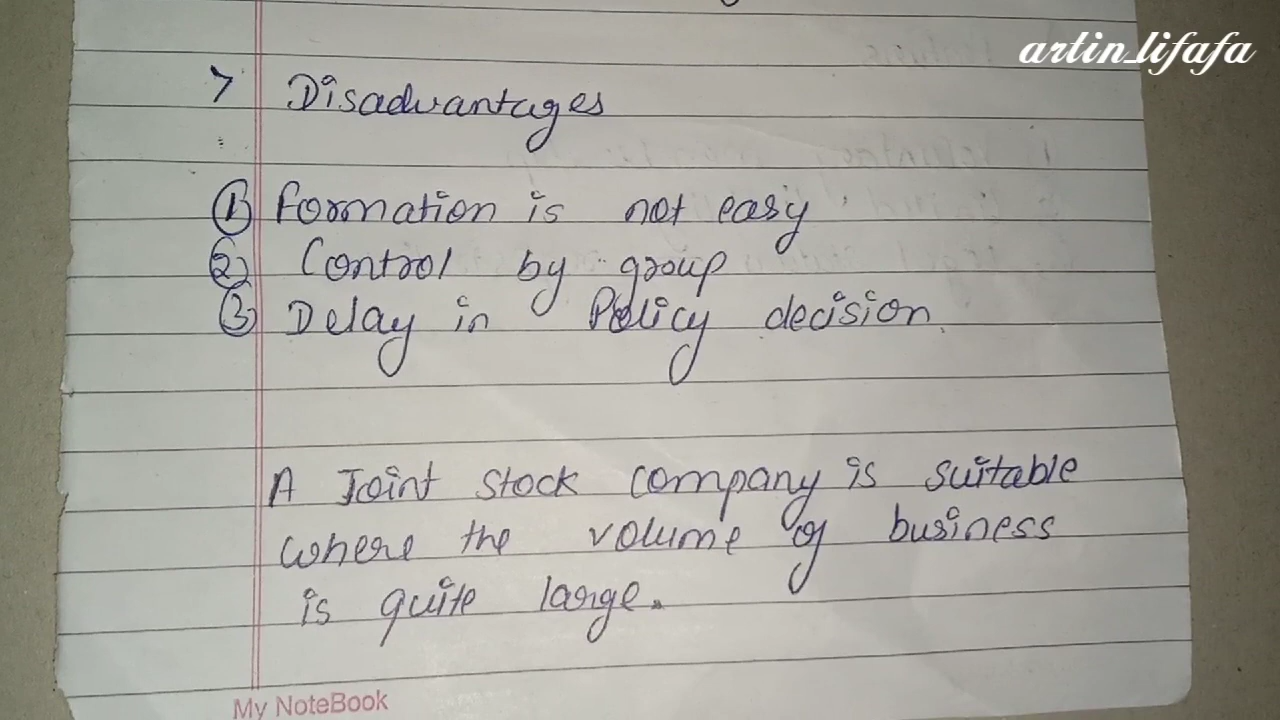 artin_lifafa
> Disadvantages
① Formation is not easy
② Control by group
③ Delay in Policy decision.
A Joint Stock company is suitable
where the volume of business
is quite large.
My NoteBook